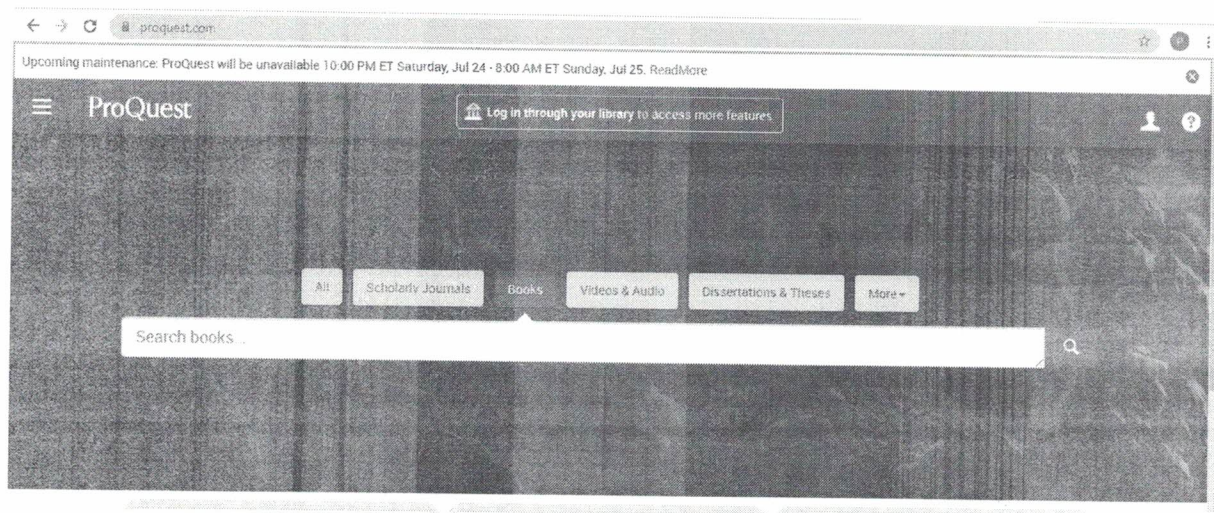 proquest.com
Upcoming maintenance: ProQuest will be unavailable 10:00 PM ET Saturday, Jul 24 - 8:00 AM ET Sunday, Jul 25. ReadMore
ProQuest
Log in through your library to access more features
All Scholarly Journals Books Videos & Audio Dissertations & Theses More
Search books...